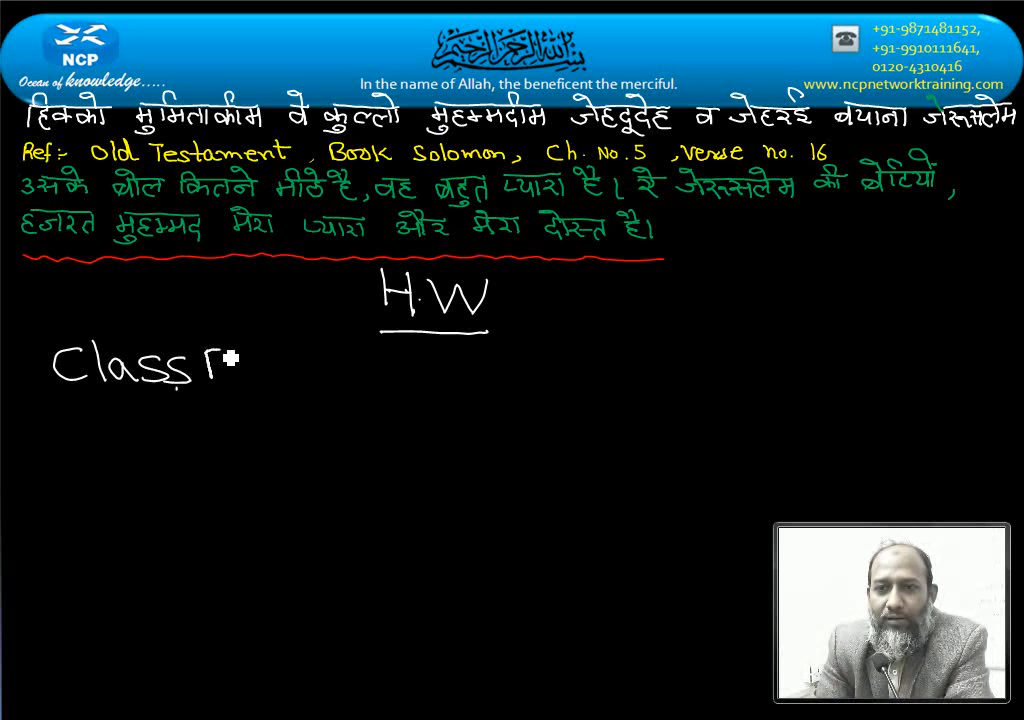 NCP
Ocean of knowledge.....
بسم الله الرحمن الرحيم
In the name of Allah, the beneficent the merciful.
+91-9871481152,
+91-9910111641,
0120-4310416
www.ncpnetworktraining.com
हिक्को मुमिताकीम वे कुल्लो मुहम्मदीम जेहदूदेह व जेहरई बयाना जेरूसलेम
Ref:- Old Testament, Book Solomon, Ch. No. 5, verse no. 16
उसके बोल कितने मीठे है, वह बहुत प्यारा है। रे जेरूसलेम की बेटियों,
हजरत मुहम्मद मेरा प्यारा और मेरा दोस्त है।
H.W
Class